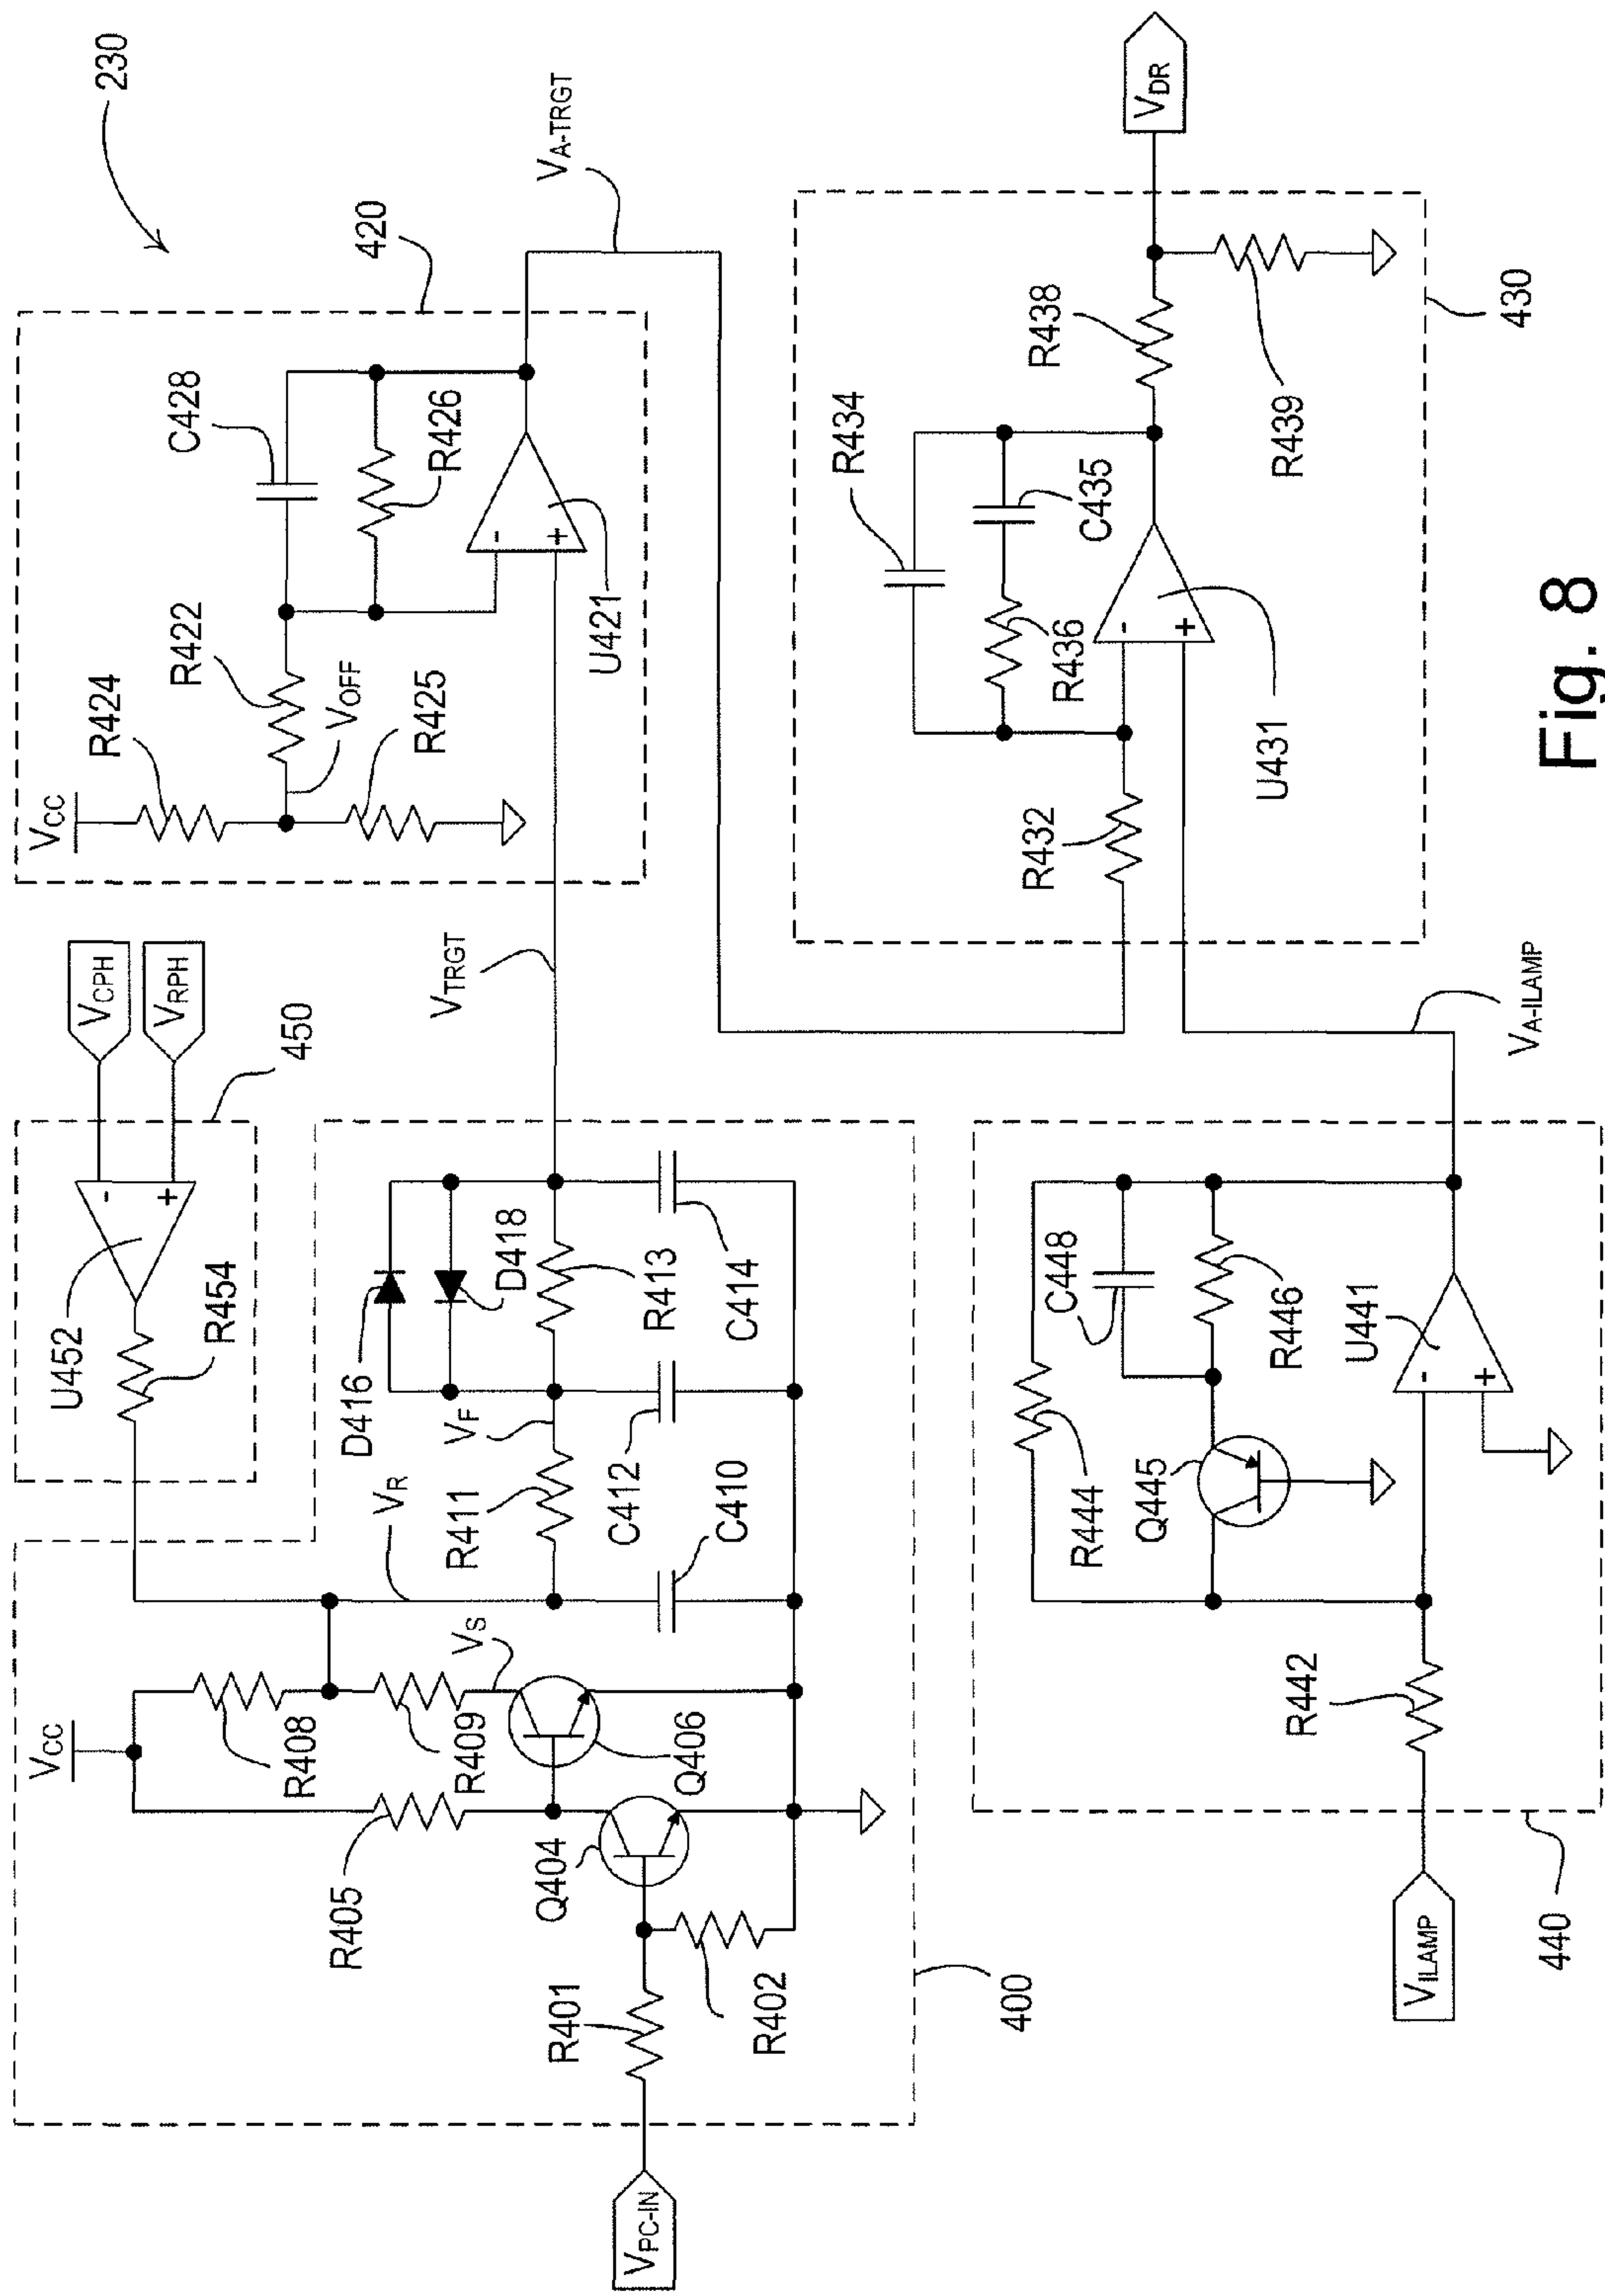 230
VCC
R424
R422
C428
420
VOFF
R425
R426
-
+
U421
VA-TRGT
VTRGT
VCPH
VRPH
450
-
+
U452
R454
VCC
R408
R405
R409
VS
VR
VF
D416
D418
R411
R413
C412
C414
C410
Q406
Q404
R401
R402
VPC-IN
400
R434
C435
R436
R432
-
+
U431
R438
R439
VDR
430
VA-ILAMP
R444
C448
Q445
R446
U441
-
+
R442
VILAMP
440
Fig. 8